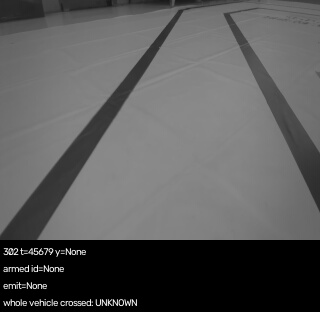 302 t=45679 y=None
armed id=None
emit=None
whole vehicle crossed: UNKNOWN